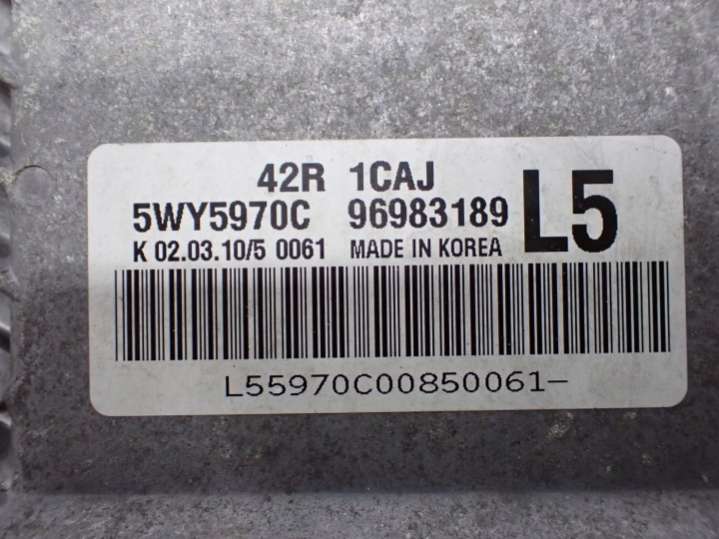 42R 1CAJ
5WY5970C 96983189 L5
K 02.03.10/5 0061 MADE IN KOREA
L55970C00850061-